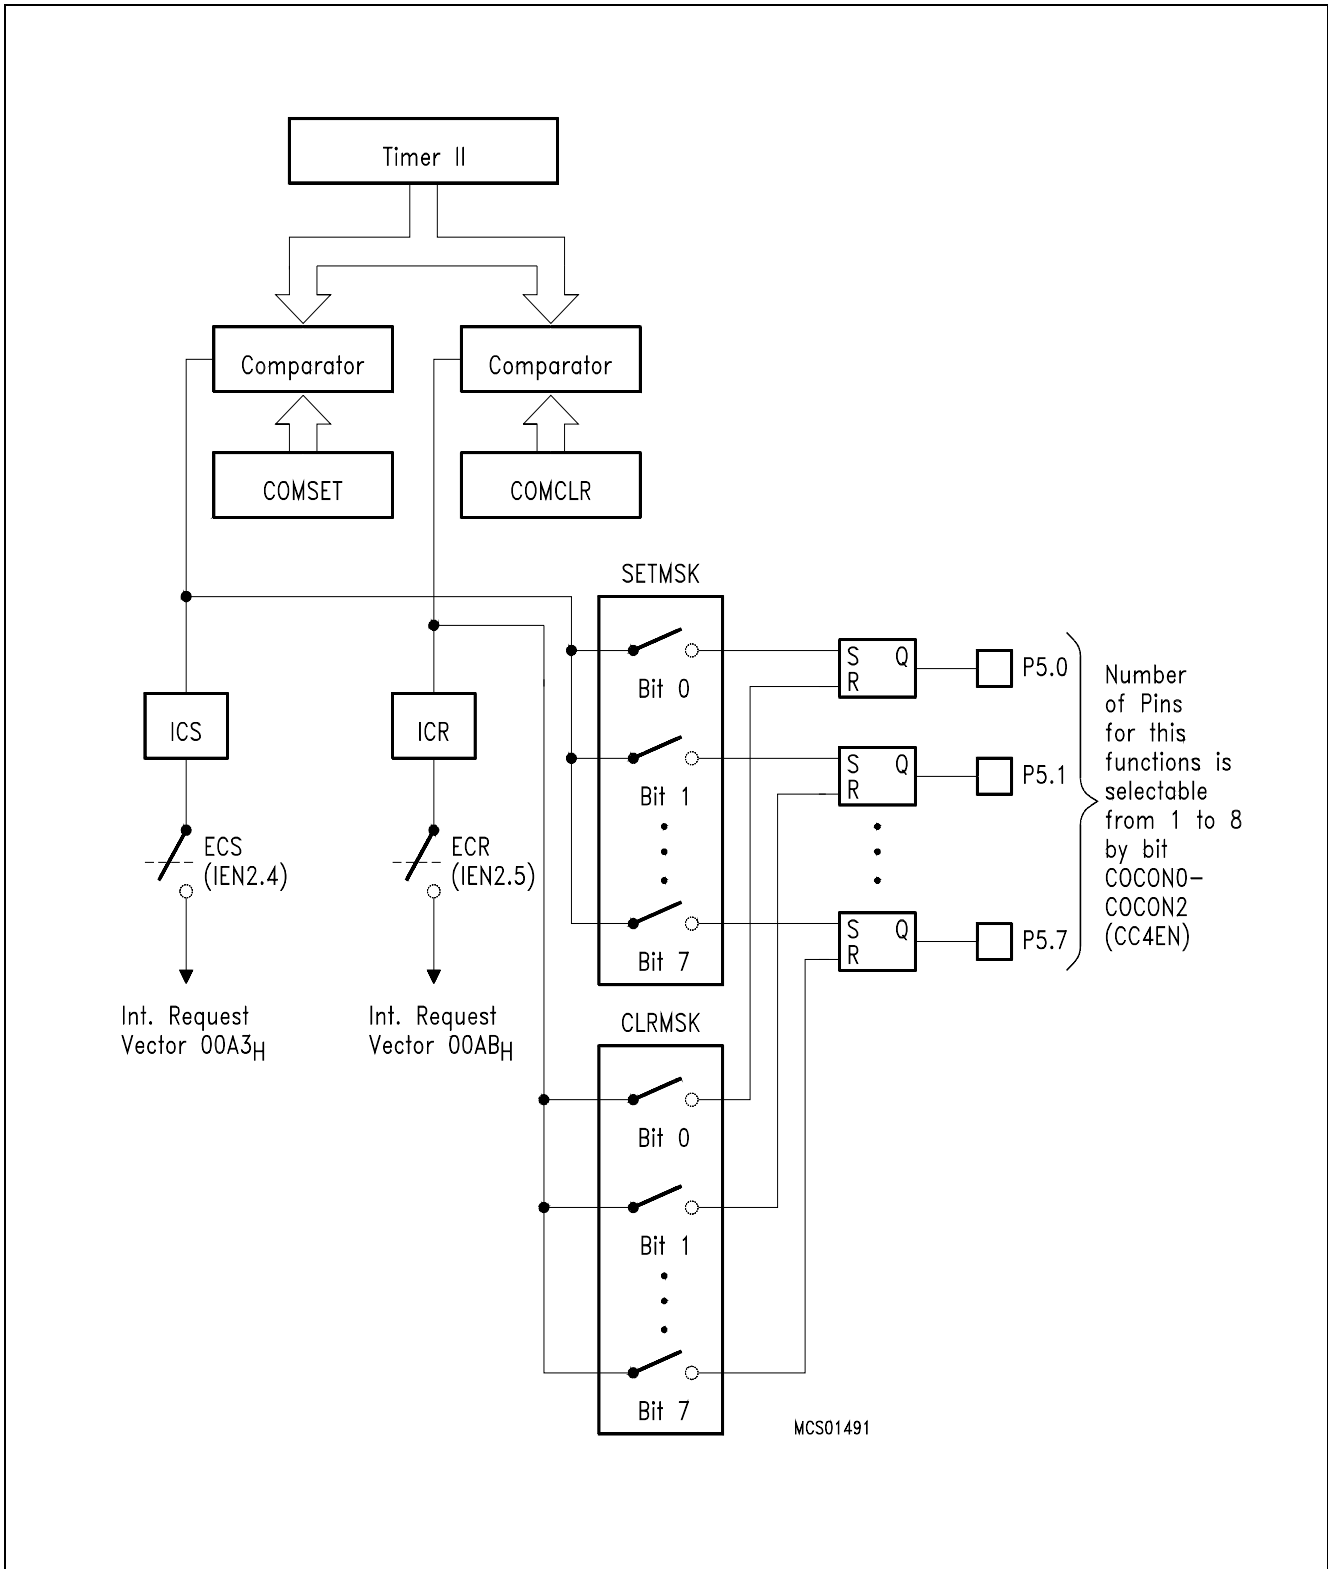 Timer II
Comparator
Comparator
COMSET
COMCLR
SETMSK
Bit 0
Bit 1
Bit 7
S Q
R
P5.0
S Q
R
P5.1
S Q
R
P5.7
Number
of Pins
for this
functions is
selectable
from 1 to 8
by bit
COCON0-
COCON2
(CC4EN)
ICS
ICR
ECS
(IEN2.4)
ECR
(IEN2.5)
Int. Request
Vector 00A3H
Int. Request
Vector 00ABH
CLRMSK
Bit 0
Bit 1
Bit 7
MCS01491